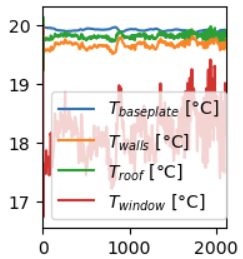 20
19
18
17
T_baseplate [°C]
T_walls [°C]
T_roof [°C]
T_window [°C]
0 1000 2000